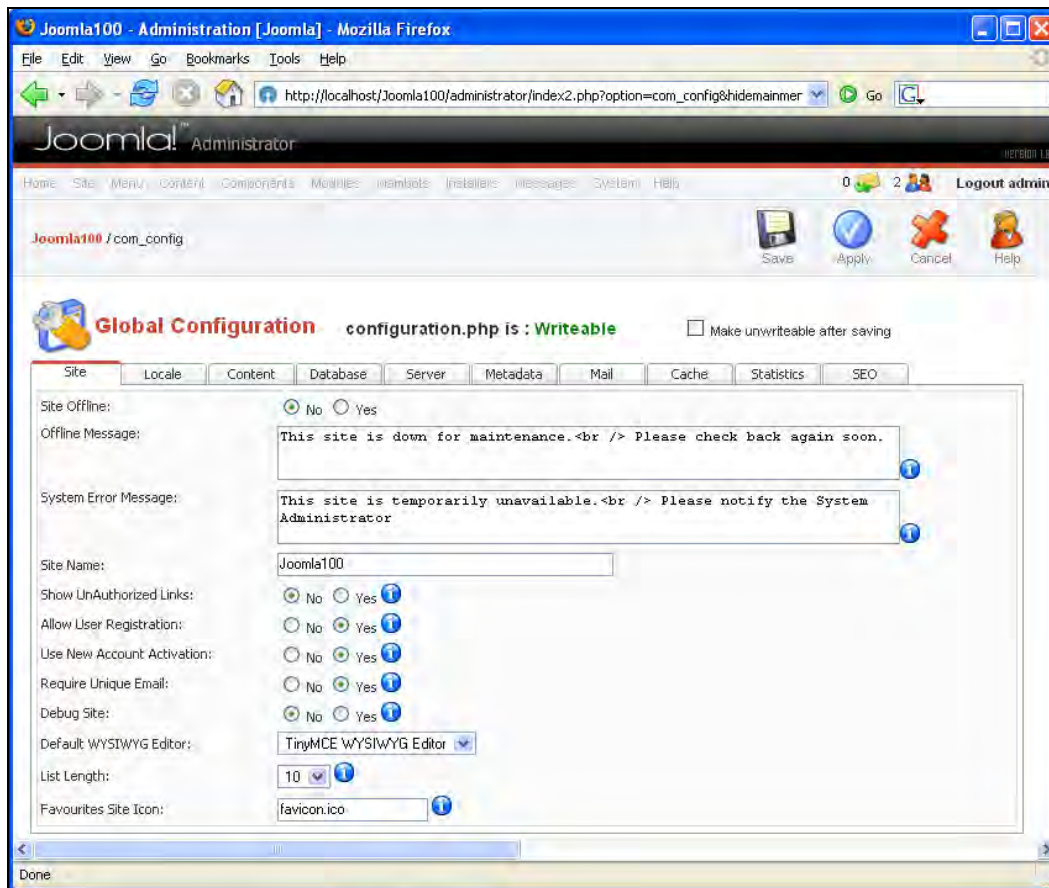 Joomla100 - Administration [Joomla] - Mozilla Firefox
File Edit View Go Bookmarks Tools Help
http://localhost/Joomla100/administrator/index2.php?option=com_config&hidemainmer Go
Joomla!™ Administrator
version 1.0
Home Site Menu Content Components Modules Mambots Installers Messages System Help 0 2 Logout admin
Joomla100 / com_config
Save Apply Cancel Help
Global Configuration configuration.php is : Writeable Make unwriteable after saving
Site Locale Content Database Server Metadata Mail Cache Statistics SEO
Site Offline: No Yes
Offline Message: This site is down for maintenance.<br /> Please check back again soon.
System Error Message: This site is temporarily unavailable.<br /> Please notify the System
Administrator
Site Name: Joomla100
Show UnAuthorized Links: No Yes
Allow User Registration: No Yes
Use New Account Activation: No Yes
Require Unique Email: No Yes
Debug Site: No Yes
Default WYSIWYG Editor: TinyMCE WYSIWYG Editor
List Length: 10
Favourites Site Icon: favicon.ico
Done